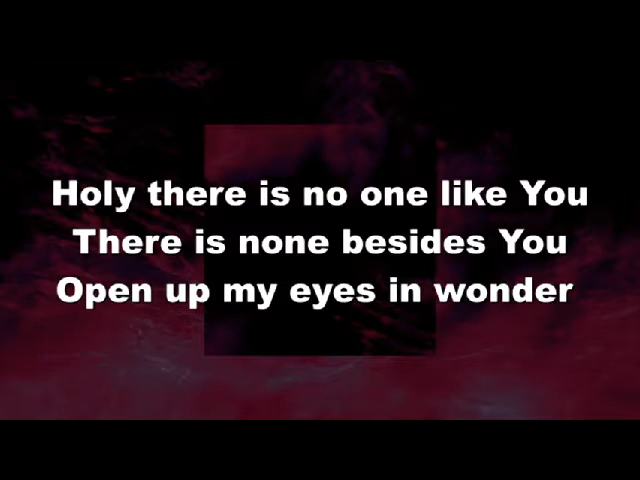 Holy there is no one like You
There is none besides You
Open up my eyes in wonder